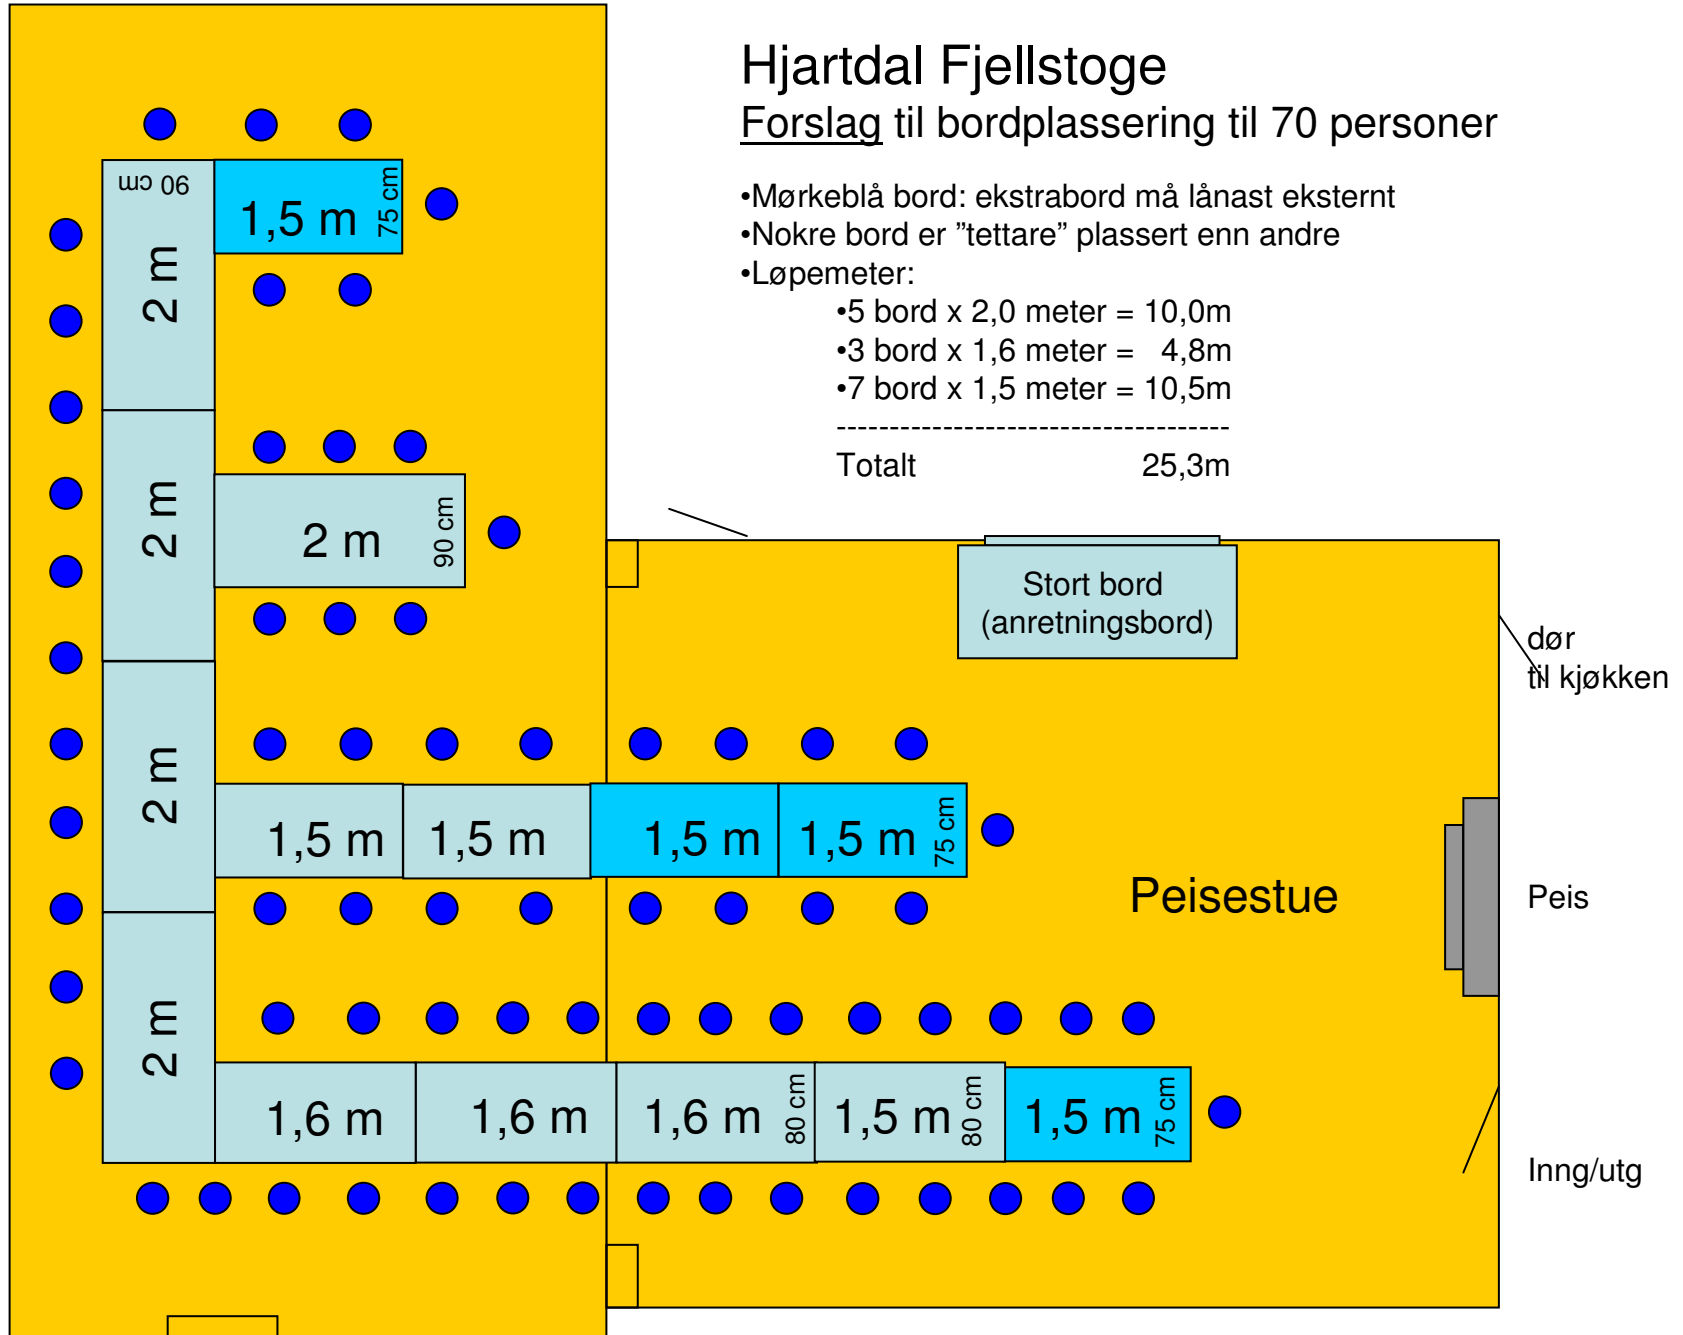 Hjartdal Fjellstoge
Forslag til bordplassering til 70 personer
•Mørkeblå bord: ekstrabord må lånast eksternt
•Nokre bord er ”tettare” plassert enn andre
•Løpemeter:
•5 bord x 2,0 meter = 10,0m
•3 bord x 1,6 meter = 4,8m
•7 bord x 1,5 meter = 10,5m
-------------------------------------
Totalt 25,3m
90 cm
1,5 m 75 cm
2 m
2 m
2 m 90 cm
Stort bord
(anretningsbord)
dør
til kjøkken
2 m
1,5 m 1,5 m 1,5 m 1,5 m 75 cm
Peisestue
Peis
2 m
1,6 m 1,6 m 1,6 m 80 cm 1,5 m 80 cm 1,5 m 75 cm
Inng/utg